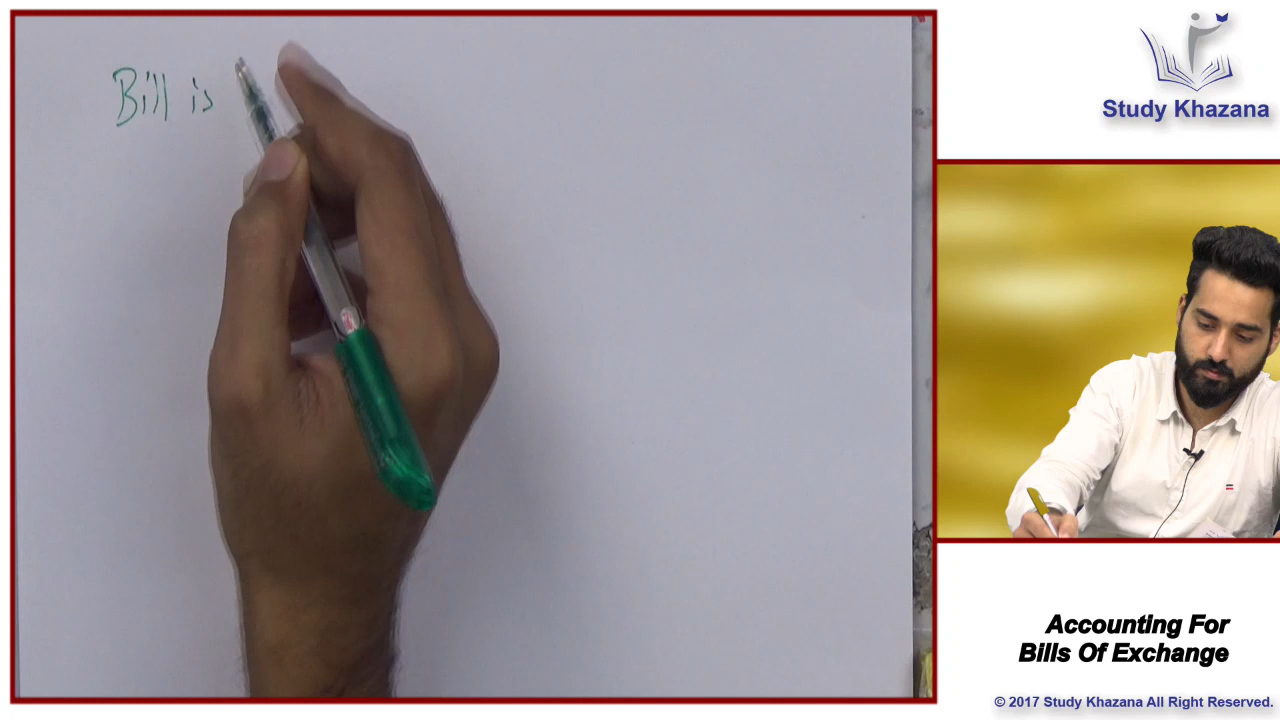 Bill is
Study Khazana
Accounting For
Bills Of Exchange
© 2017 Study Khazana All Right Reserved.